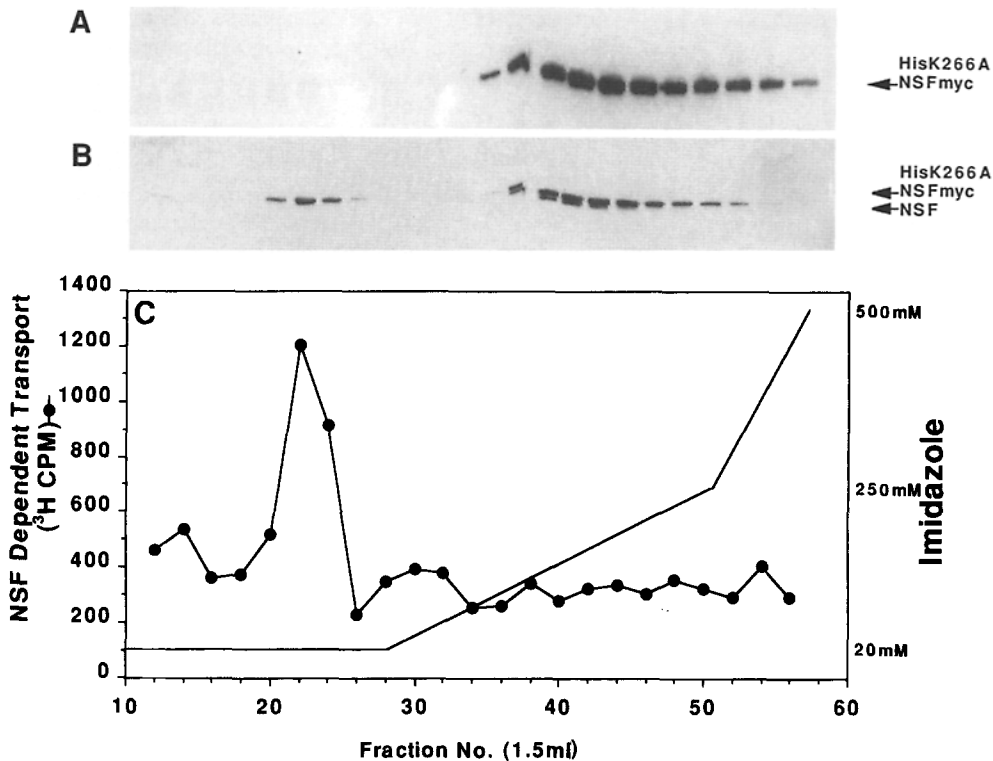 A
HisK266A
NSFmyc
B
HisK266A
NSFmyc
NSF
C
NSF Dependent Transport
(³H CPM)
1400
1200
1000
800
600
400
200
0
500mM
250mM
20mM
Imidazole
10
20
30
40
50
60
Fraction No. (1.5ml)